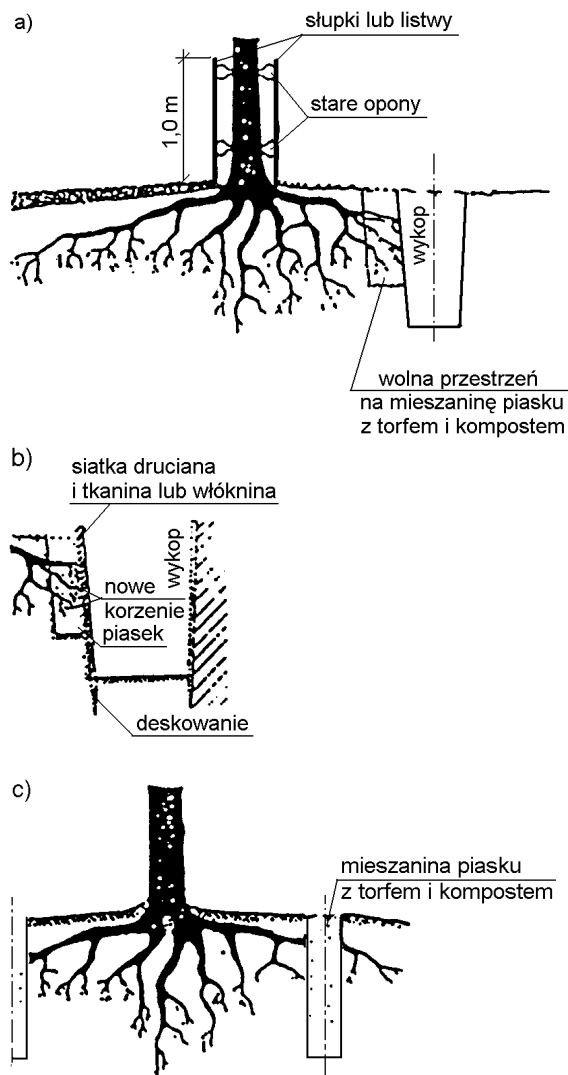 a)
słupki lub listwy
stare opony
1,0 m
wykop
wolna przestrzeń
na mieszaninę piasku
z torfem i kompostem
b)
siatka druciana
i tkanina lub włóknina
wykop
nowe
korzenie
piasek
deskowanie
c)
mieszanina piasku
z torfem i kompostem